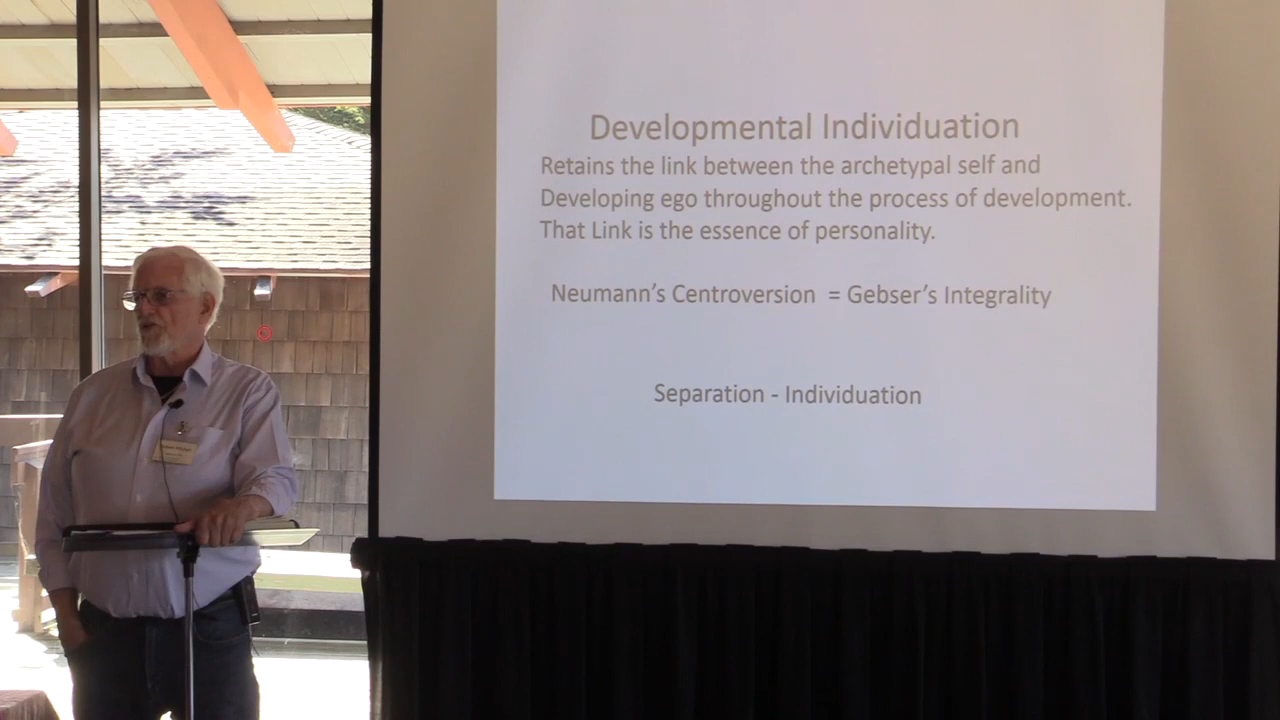 Developmental Individuation
Retains the link between the archetypal self and
Developing ego throughout the process of development.
That Link is the essence of personality.
Neumann's Centroversion = Gebser's Integrality
Separation - Individuation